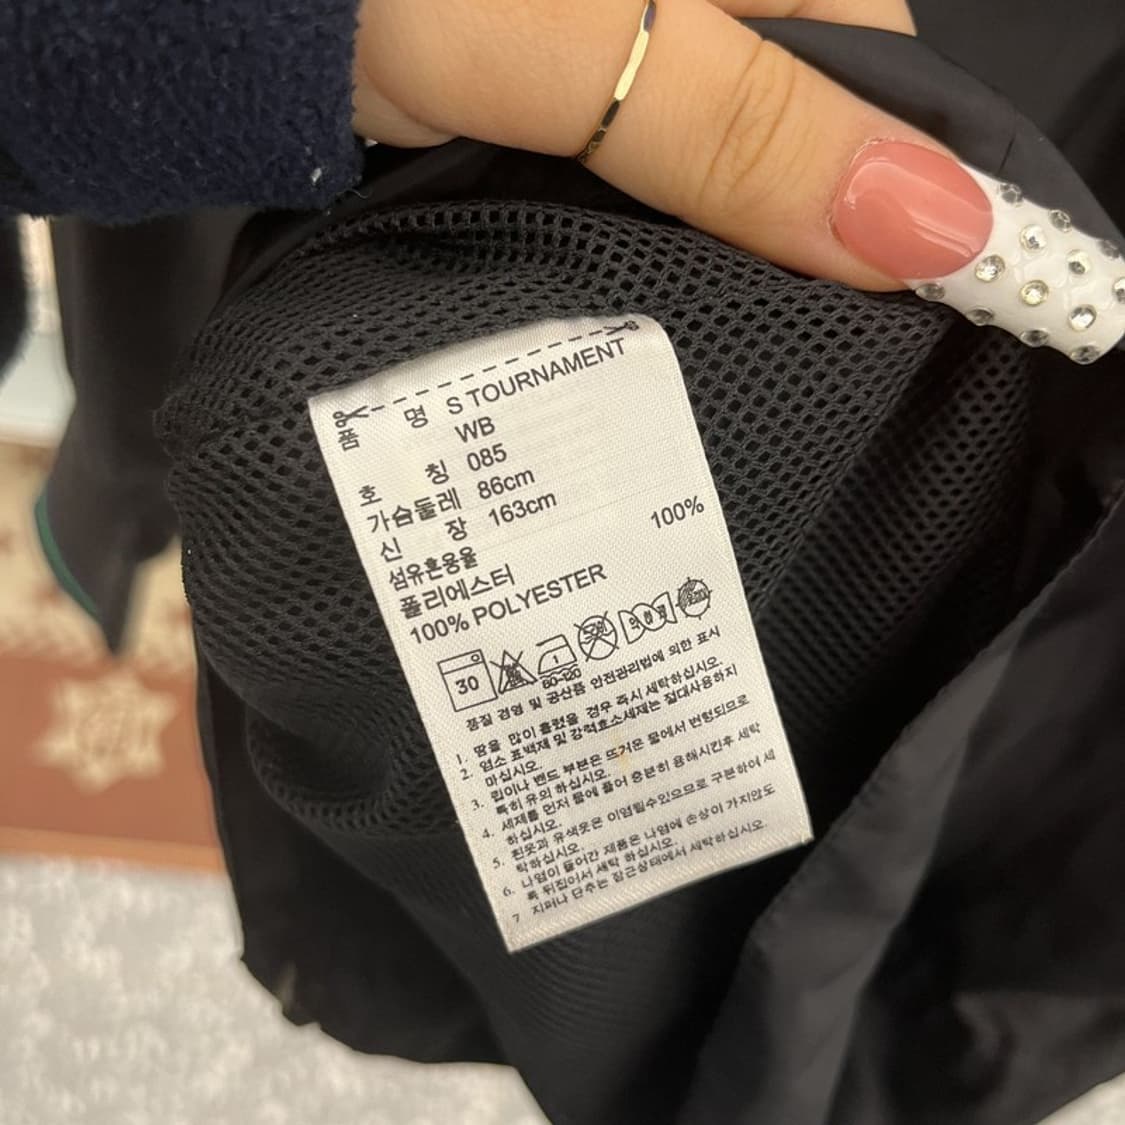 품 명 S TOURNAMENT
WB
호 칭 085
가슴둘레 86cm
신 장 163cm
섬유혼용율
폴리에스터 100%
100% POLYESTER
30 1 80-120
품질 경영 및 공산품 안전관리법에 의한 표시
1. 땀을 많이 흘렸을 경우 즉시 세탁하십시오.
2. 염소 표백제 및 강력효소세제는 절대사용하지
마십시오.
3. 립이나 밴드 부분은 뜨거운 물에서 변형되므로
특히 유의 하십시오.
4. 세제를 먼저 물에 풀어 충분히 용해시킨후 세탁
하십시오.
5. 흰옷과 유색옷은 이염될수있으므로 구분하여 세
탁하십시오.
6. 나염이 들어간 제품은 나염에 손상이 가지않도
록 뒤집어서 세탁 하십시오.
7 지퍼나 단추는 잠근상태에서 세탁하십시오.